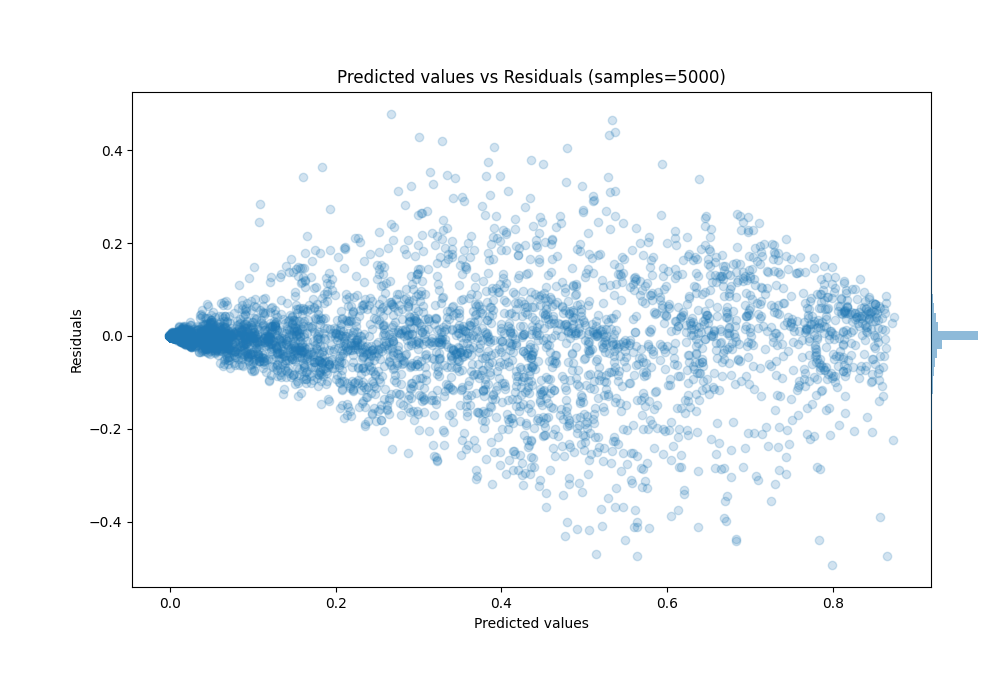 Predicted values vs Residuals (samples=5000)
Residuals
0.4
0.2
0.0
−0.2
−0.4
0.0 0.2 0.4 0.6 0.8
Predicted values